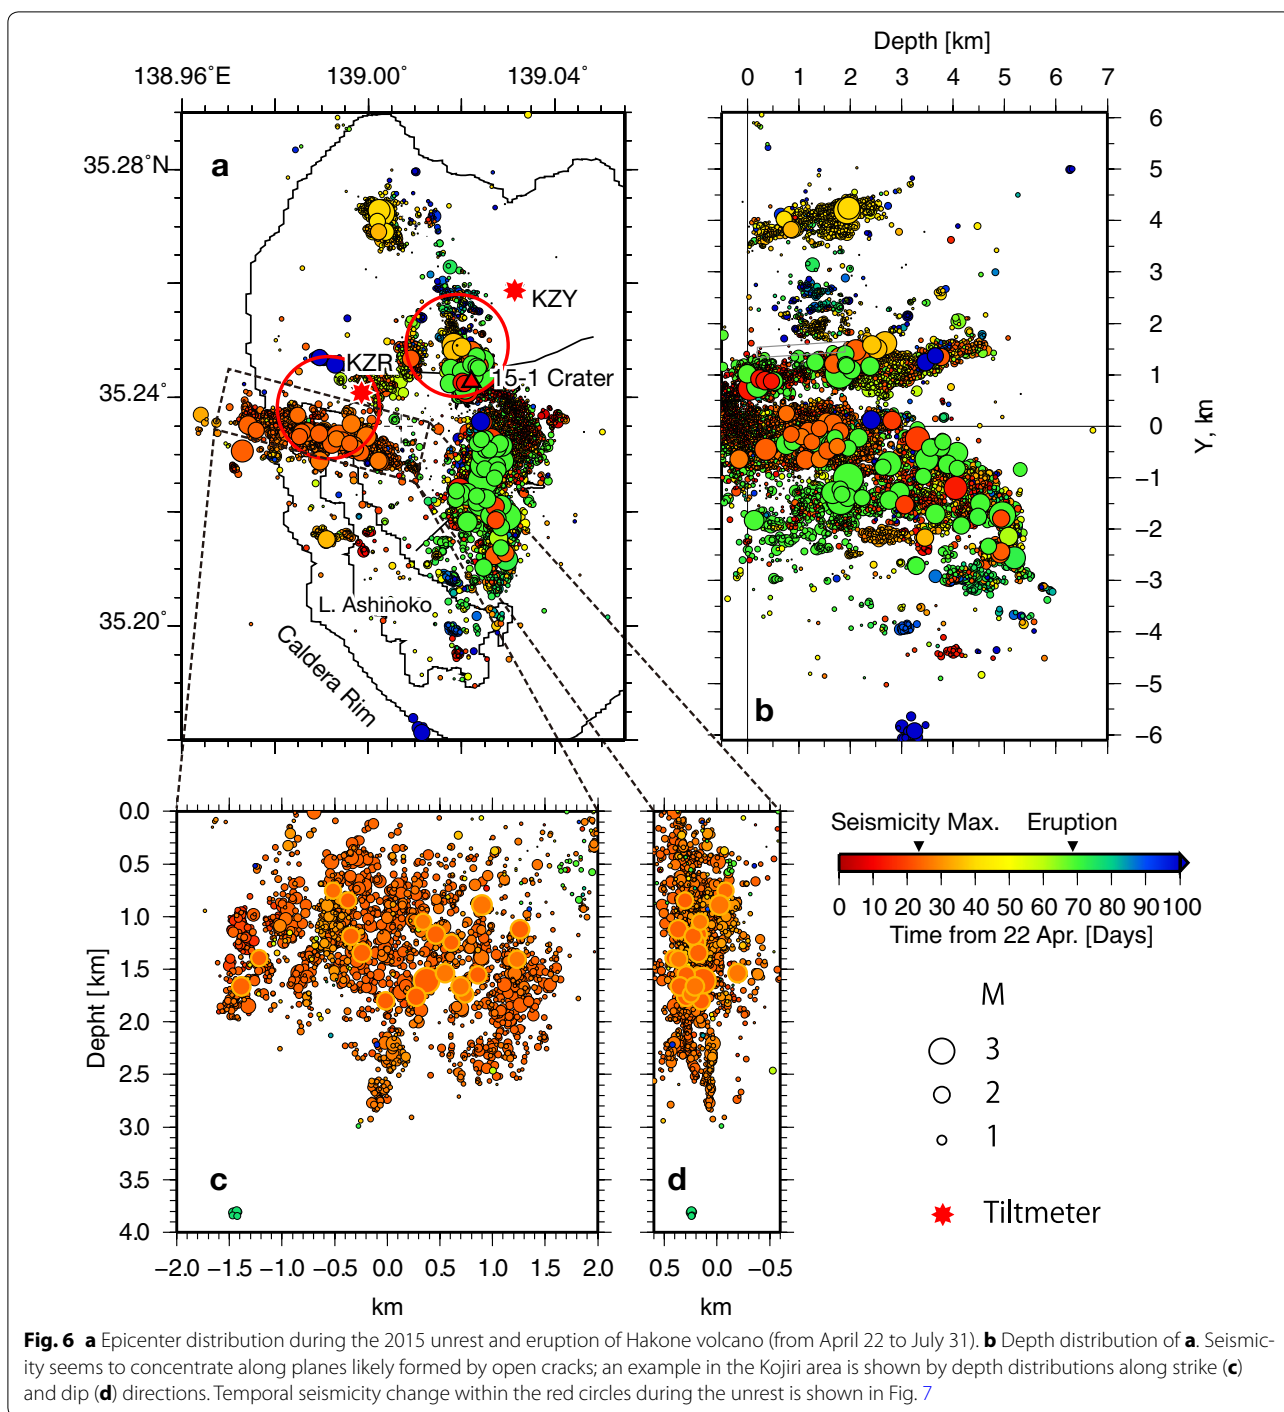 Depth [km]
138.96˚E 139.00˚ 139.04˚
0 1 2 3 4 5 6 7
a
35.28˚N
35.24˚
35.20˚
KZY
KZR
15-1 Crater
L. Ashinoko
Caldera Rim
b
6
5
4
3
2
1
0
−1
−2
−3
−4
−5
−6
Y, km
0.0
0.5
1.0
1.5
2.0
2.5
3.0
3.5
4.0
Depht [km]
c
−2.0 −1.5 −1.0 −0.5 0.0 0.5 1.0 1.5 2.0
km
d
0.5 0.0 −0.5
km
Seismicity Max. Eruption
0 10 20 30 40 50 60 70 80 90 100
Time from 22 Apr. [Days]
M
3
2
1
Tiltmeter
Fig. 6 a Epicenter distribution during the 2015 unrest and eruption of Hakone volcano (from April 22 to July 31). b Depth distribution of a. Seismic-
ity seems to concentrate along planes likely formed by open cracks; an example in the Kojiri area is shown by depth distributions along strike (c)
and dip (d) directions. Temporal seismicity change within the red circles during the unrest is shown in Fig. 7